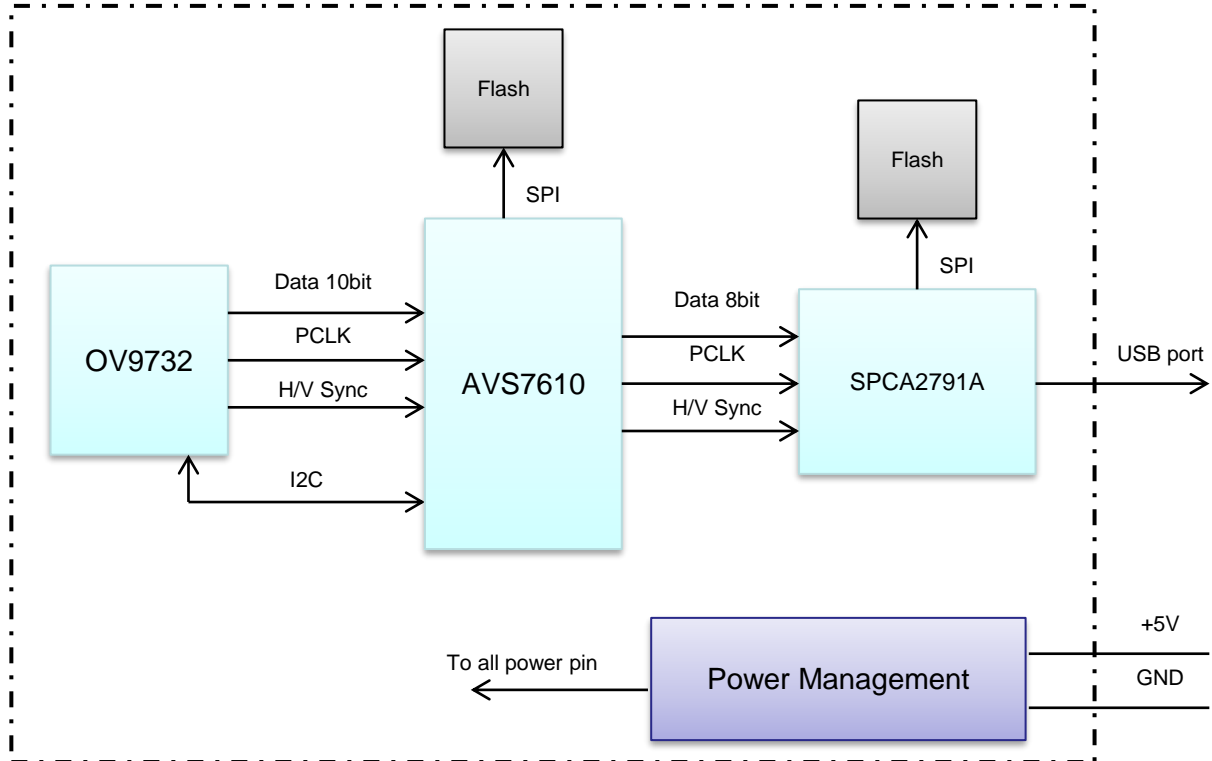 Flash
Flash
SPI
SPI
Data 10bit
Data 8bit
PCLK
PCLK
OV9732
AVS7610
SPCA2791A
USB port
H/V Sync
H/V Sync
I2C
+5V
To all power pin
Power Management
GND